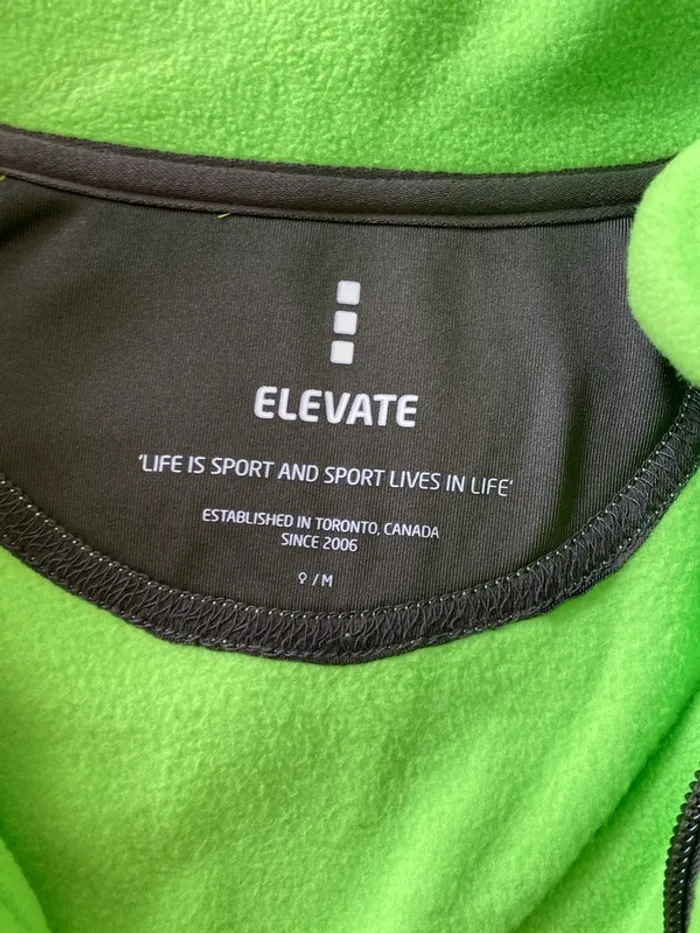 ELEVATE
‘LIFE IS SPORT AND SPORT LIVES IN LIFE‘
ESTABLISHED IN TORONTO, CANADA
SINCE 2006
♀ / M